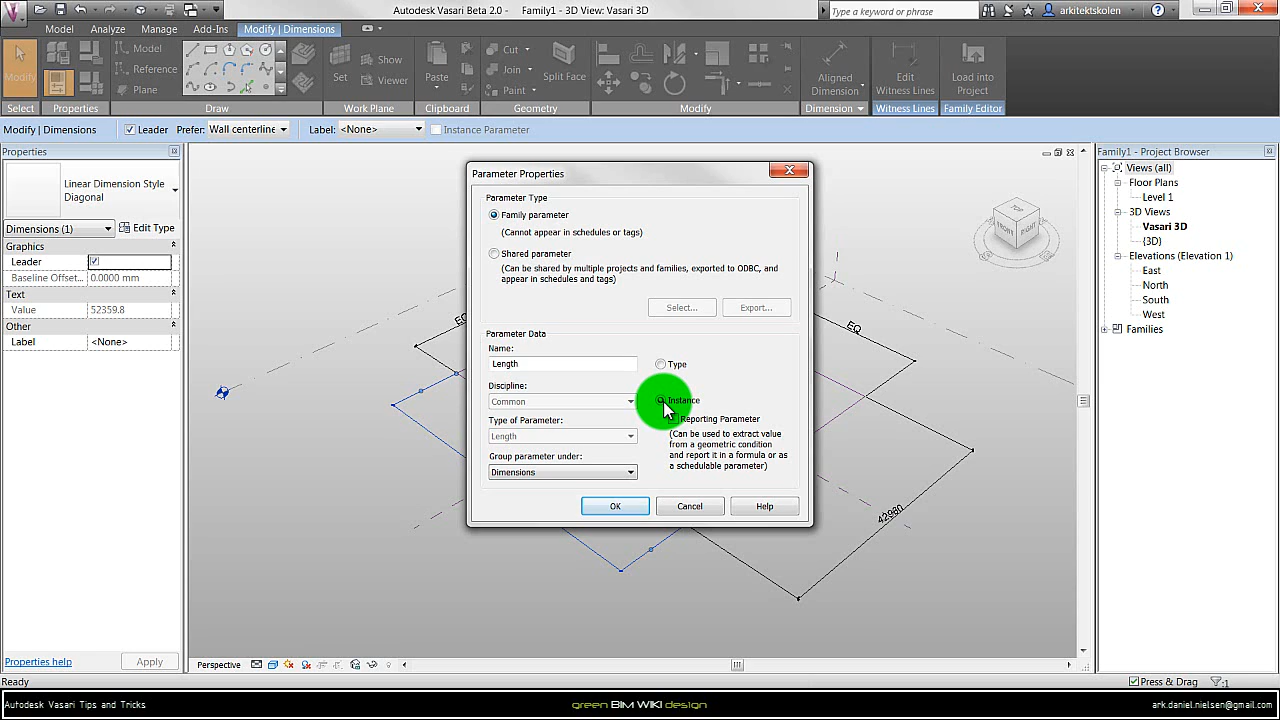 Autodesk Vasari Beta 2.0 - Family1 - 3D View: Vasari 3D
Type a keyword or phrase
arkitektskolen
Model Analyze Manage Add-Ins Modify | Dimensions
Modify
Model
Reference
Plane
Set
Show
Viewer
Paste
Cut
Join
Paint
Split Face
Aligned
Dimension
Edit
Witness Lines
Load into
Project
Select Properties Draw Work Plane Clipboard Geometry Modify Dimension Witness Lines Family Editor
Modify | Dimensions Leader Prefer: Wall centerline Label: <None> Instance Parameter
Properties
Linear Dimension Style
Diagonal
Dimensions (1) Edit Type
Graphics
Leader
Baseline Offset... 0.0000 mm
Text
Value 52359.8
Other
Label <None>
Properties help Apply
Parameter Properties
Parameter Type
Family parameter
(Cannot appear in schedules or tags)
Shared parameter
(Can be shared by multiple projects and families, exported to ODBC, and
appear in schedules and tags)
Select... Export...
Parameter Data
Name:
Length
Type
Discipline:
Common
Instance
Type of Parameter:
Length
Reporting Parameter
(Can be used to extract value
from a geometric condition
and report it in a formula or as
a schedulable parameter)
Group parameter under:
Dimensions
OK Cancel Help
EQ
42980
TOP
FRONT
RIGHT
Family1 - Project Browser
Views (all)
Floor Plans
Level 1
3D Views
Vasari 3D
{3D}
Elevations (Elevation 1)
East
North
South
West
Families
Perspective
Ready
Press & Drag
:1
Autodesk Vasari Tips and Tricks
green BIM WIKI design
ark.daniel.nielsen@gmail.com